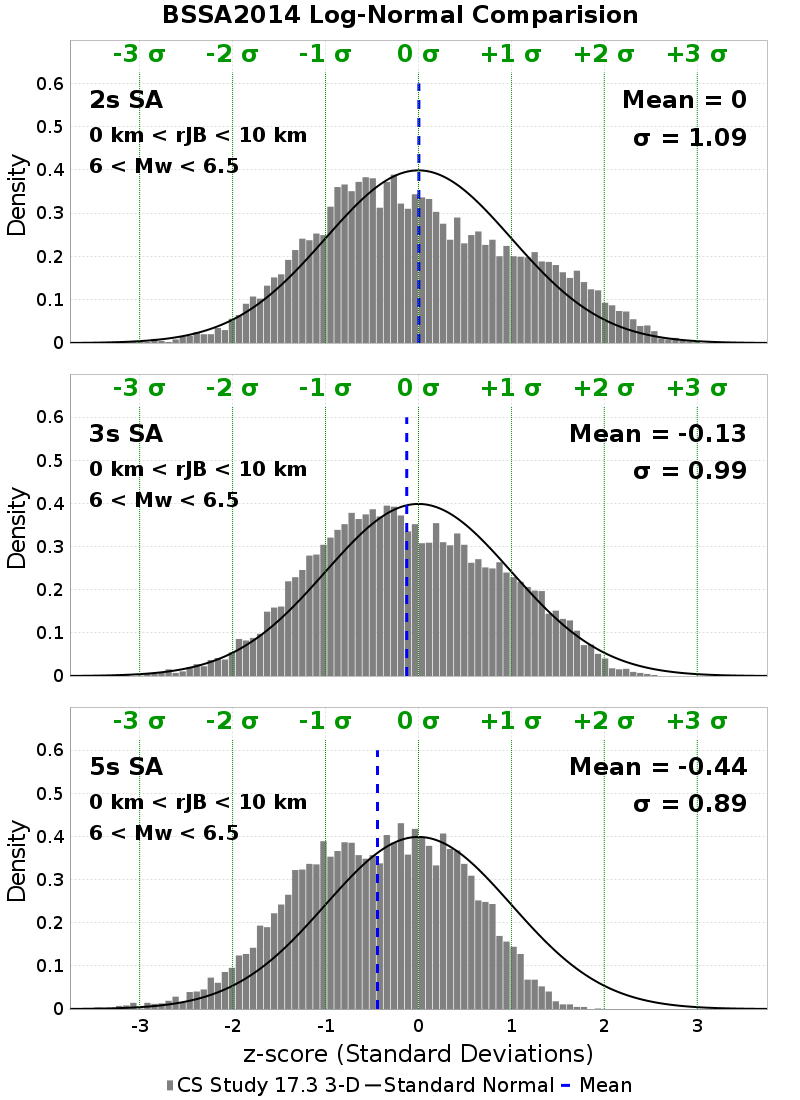 BSSA2014 Log-Normal Comparision
-3 σ -2 σ -1 σ 0 σ +1 σ +2 σ +3 σ
0.6
2s SA Mean = 0
0.5
0 km < rJB < 10 km σ = 1.09
6 < Mw < 6.5
0.4
Density
0.3
0.2
0.1
0
-3 σ -2 σ -1 σ 0 σ +1 σ +2 σ +3 σ
0.6
3s SA Mean = -0.13
0.5
0 km < rJB < 10 km σ = 0.99
6 < Mw < 6.5
0.4
Density
0.3
0.2
0.1
0
-3 σ -2 σ -1 σ 0 σ +1 σ +2 σ +3 σ
0.6
5s SA Mean = -0.44
0.5
0 km < rJB < 10 km σ = 0.89
6 < Mw < 6.5
0.4
Density
0.3
0.2
0.1
0
-3 -2 -1 0 1 2 3
z-score (Standard Deviations)
CS Study 17.3 3-D Standard Normal Mean